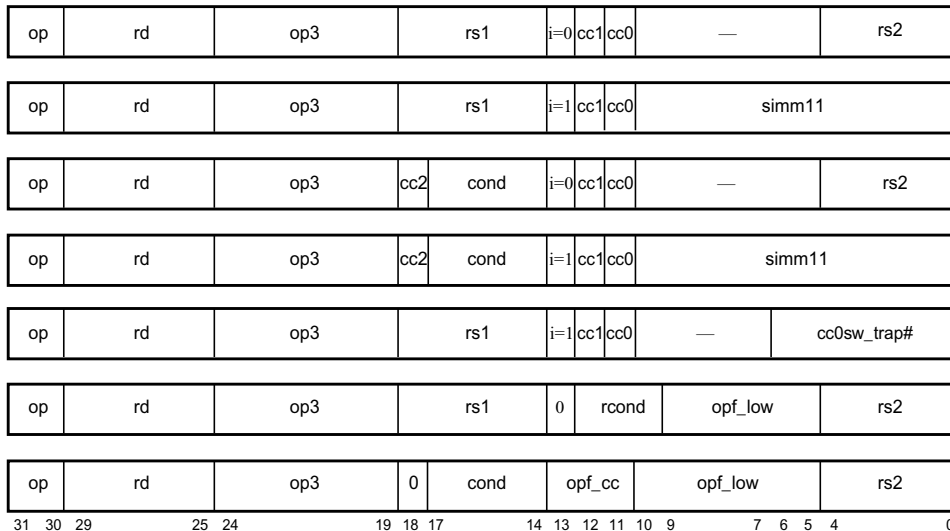 op rd op3 rs1 i=0 cc1 cc0 — rs2
op rd op3 rs1 i=1 cc1 cc0 simm11
op rd op3 cc2 cond i=0 cc1 cc0 — rs2
op rd op3 cc2 cond i=1 cc1 cc0 simm11
op rd op3 rs1 i=1 cc1 cc0 — cc0sw_trap#
op rd op3 rs1 0 rcond opf_low rs2
op rd op3 0 cond opf_cc opf_low rs2
31 30 29 25 24 19 18 17 14 13 12 11 10 9 7 6 5 4 0